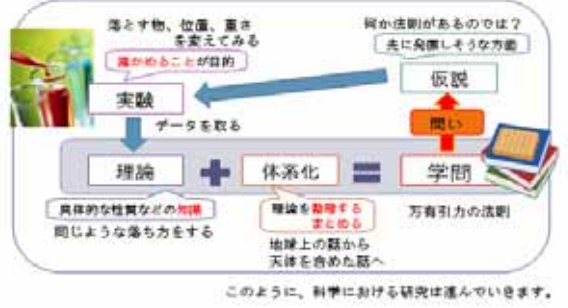 落とす物、位置、重さ
を変えてみる
確かめることが目的
実験
データを取る
何か法則があるのでは？
先に発展しそうな方面
仮説
問い
理論
+
体系化
=
学問
具体的な性質などの知識
同じような落ち方をする
理論を整理する
まとめる
地球上の話から
天体を含めた話へ
万有引力の法則
このように、科学における研究は進んでいきます。